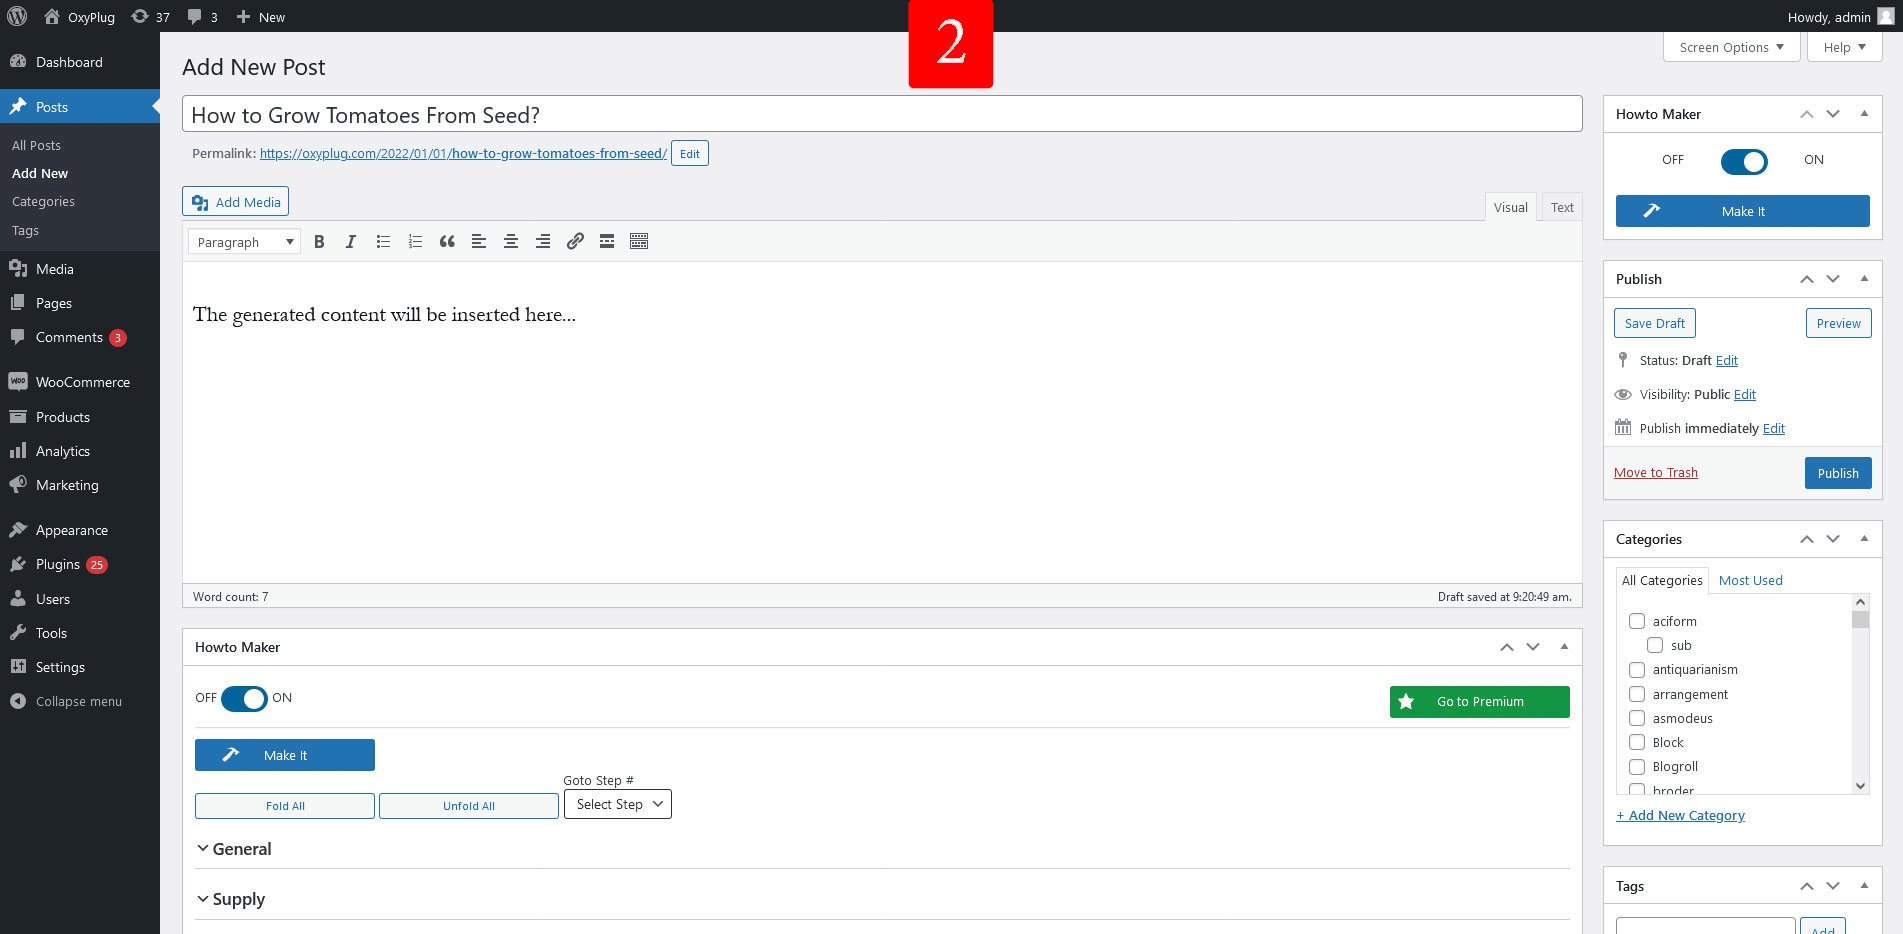 OxyPlug 37 3 New Howdy, admin
2
Screen Options Help
Dashboard
Posts
All Posts
Add New
Categories
Tags
Media
Pages
Comments 3
WooCommerce
Products
Analytics
Marketing
Appearance
Plugins 25
Users
Tools
Settings
Collapse menu
Add New Post
How to Grow Tomatoes From Seed?
Permalink: https://oxyplug.com/2022/01/01/how-to-grow-tomatoes-from-seed/ Edit
Add Media
Visual Text
Paragraph B I
The generated content will be inserted here...
Word count: 7 Draft saved at 9:20:49 am.
Howto Maker
OFF ON
Go to Premium
Make It
Goto Step #
Fold All Unfold All Select Step
General
Supply
Howto Maker
OFF ON
Make It
Publish
Save Draft Preview
Status: Draft Edit
Visibility: Public Edit
Publish immediately Edit
Move to Trash Publish
Categories
All Categories Most Used
aciform
sub
antiquarianism
arrangement
asmodeus
Block
Blogroll
broder
+ Add New Category
Tags
Add